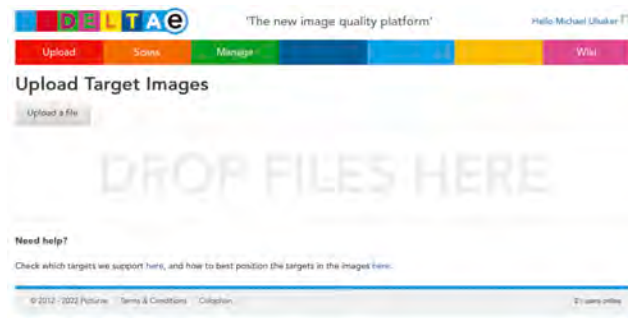 DELTAe
'The new image quality platform'
Hello Michael
Upload Scans Manage Wiki
Upload Target Images
Upload a file
DROP FILES HERE
Need help?
Check which targets we support here, and how to best position the targets in the images here.
© 2012 - 2022 Picturae Terms & Conditions Colophon
users online